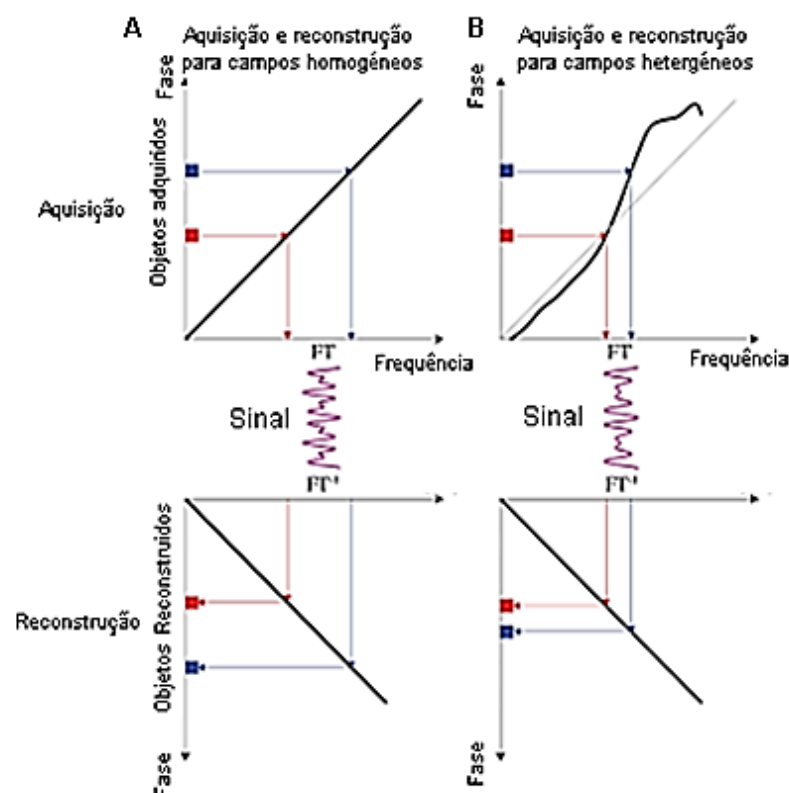 A
Aquisição e reconstrução
para campos homogéneos
B
Aquisição e reconstrução
para campos hetergéneos
Fase
Fase
Aquisição
Objetos adquiridos
FT
Frequência
FT
Frequência
Sinal
Sinal
FT'
FT'
Reconstrução
Objetos Reconstruidos
Fase
Fase